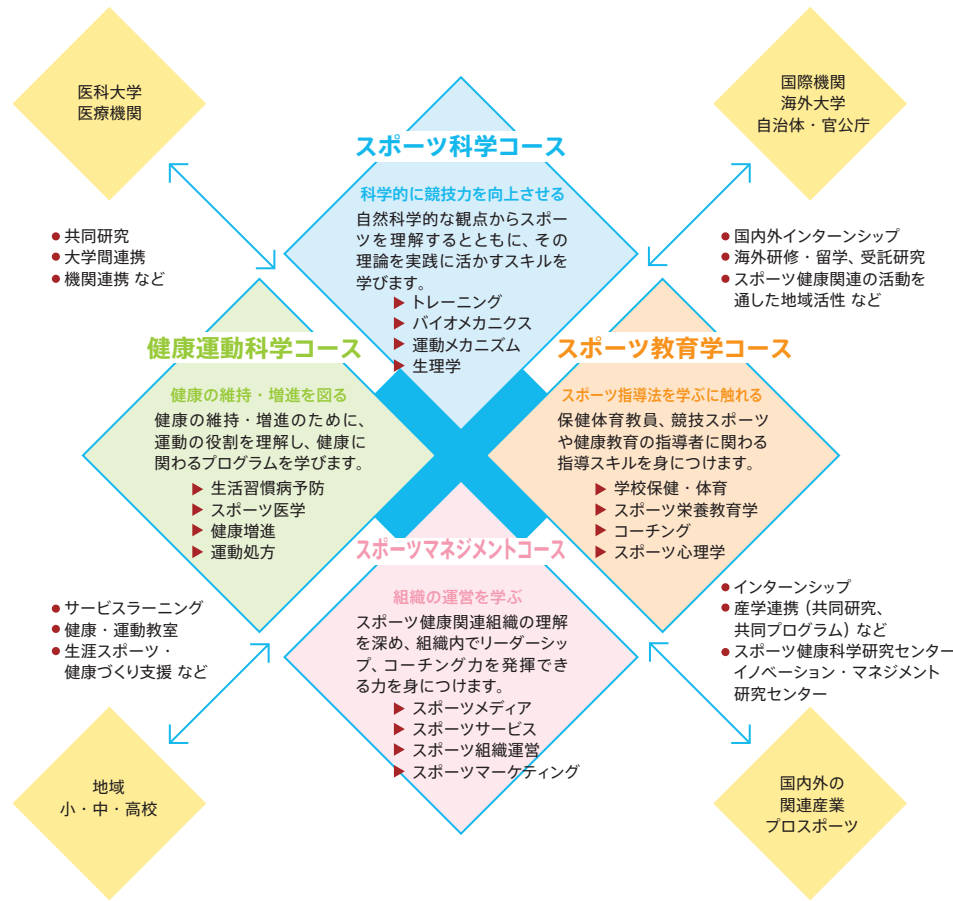 医科大学
医療機関
国際機関
海外大学
自治体・官公庁
スポーツ科学コース
科学的に競技力を向上させる
自然科学的な観点からスポー
ツを理解するとともに、その
理論を実践に活かすスキルを
学びます。
▶ トレーニング
▶ バイオメカニクス
▶ 運動メカニズム
▶ 生理学
● 共同研究
● 大学間連携
● 機関連携 など
● 国内外インターンシップ
● 海外研修・留学、受託研究
● スポーツ健康関連の活動を
通した地域活性 など
健康運動科学コース
健康の維持・増進を図る
健康の維持・増進のために、
運動の役割を理解し、健康に
関わるプログラムを学びます。
▶ 生活習慣病予防
▶ スポーツ医学
▶ 健康増進
▶ 運動処方
スポーツ教育学コース
スポーツ指導法を学ぶに触れる
保健体育教員、競技スポーツ
や健康教育の指導者に関わる
指導スキルを身につけます。
▶ 学校保健・体育
▶ スポーツ栄養教育学
▶ コーチング
▶ スポーツ心理学
スポーツマネジメントコース
組織の運営を学ぶ
スポーツ健康関連組織の理解
を深め、組織内でリーダーシッ
プ、コーチング力を発揮でき
る力を身につけます。
▶ スポーツメディア
▶ スポーツサービス
▶ スポーツ組織運営
▶ スポーツマーケティング
● サービスラーニング
● 健康・運動教室
● 生涯スポーツ・
健康づくり支援 など
● インターンシップ
● 産学連携（共同研究、
共同プログラム）など
● スポーツ健康科学研究センター
イノベーション・マネジメント
研究センター
地域
小・中・高校
国内外の
関連産業
プロスポーツ